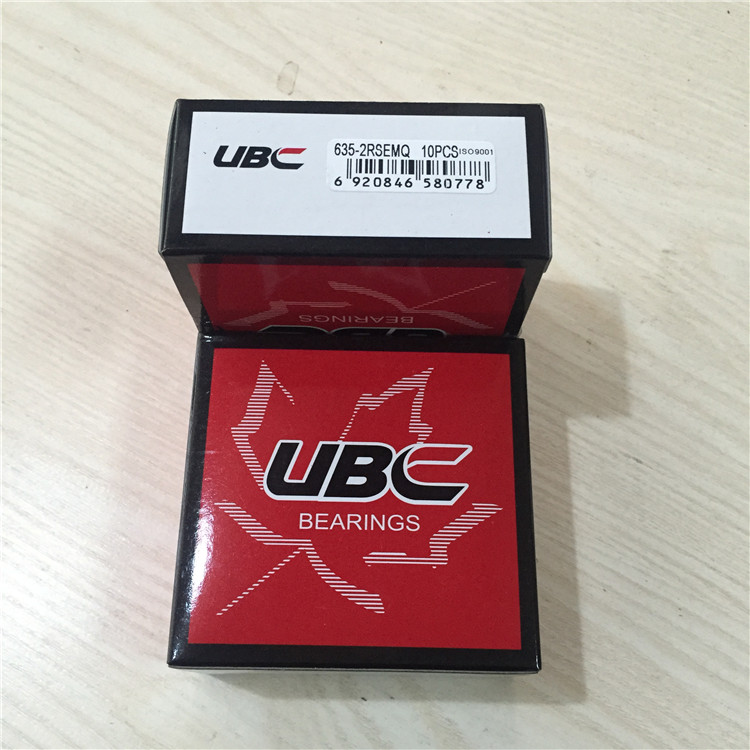 UBC
635-2RSEMQ 10PCS ISO9001
6 920846 580778
BEARINGS
UBC
BEARINGS